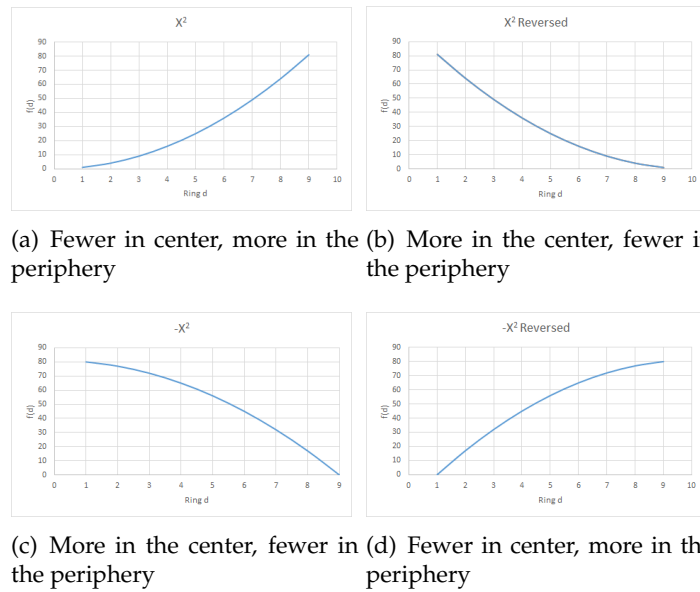 X²
90
80
70
60
50
40
30
20
10
0
f(d)
0 1 2 3 4 5 6 7 8 9 10
Ring d
(a) Fewer in center, more in the
periphery
X² Reversed
90
80
70
60
50
40
30
20
10
0
f(d)
0 1 2 3 4 5 6 7 8 9 10
Ring d
(b) More in the center, fewer i
the periphery
-X²
90
80
70
60
50
40
30
20
10
0
f(d)
0 1 2 3 4 5 6 7 8 9
Ring d
(c) More in the center, fewer in
the periphery
-X² Reversed
90
80
70
60
50
40
30
20
10
0
f(d)
0 1 2 3 4 5 6 7 8 9 10
Ring d
(d) Fewer in center, more in th
periphery